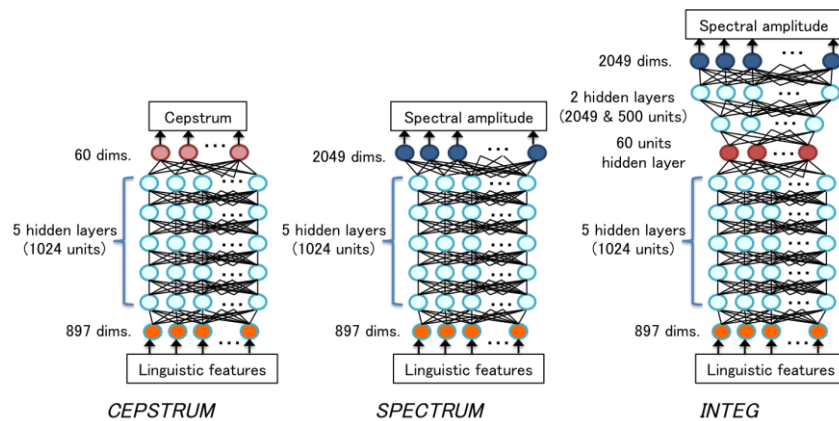 Cepstrum
60 dims.
5 hidden layers
(1024 units)
897 dims.
Linguistic features
CEPSTRUM
Spectral amplitude
2049 dims.
5 hidden layers
(1024 units)
897 dims.
Linguistic features
SPECTRUM
Spectral amplitude
2049 dims.
2 hidden layers
(2049 & 500 units)
60 units
hidden layer
5 hidden layers
(1024 units)
897 dims.
Linguistic features
INTEG